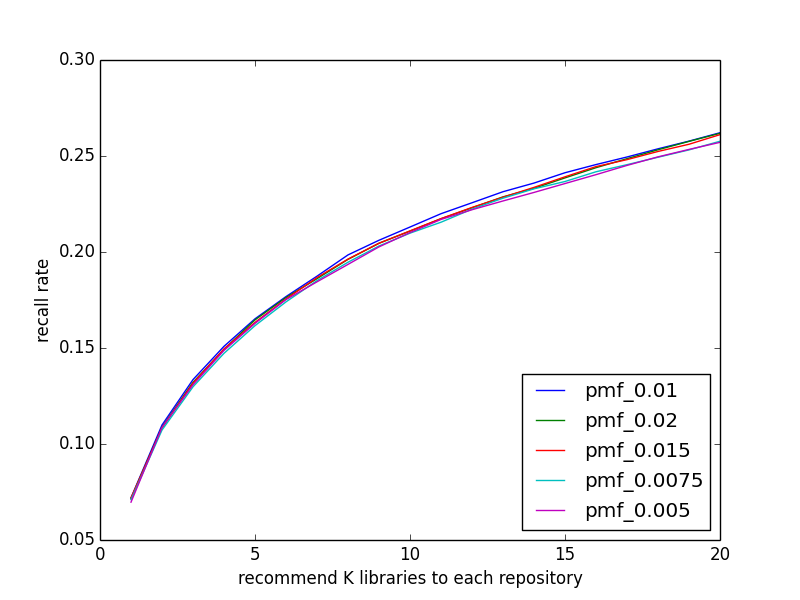 0.30
0.25
0.20
0.15
0.10
0.05
recall rate
0 5 10 15 20
recommend K libraries to each repository
pmf_0.01
pmf_0.02
pmf_0.015
pmf_0.0075
pmf_0.005